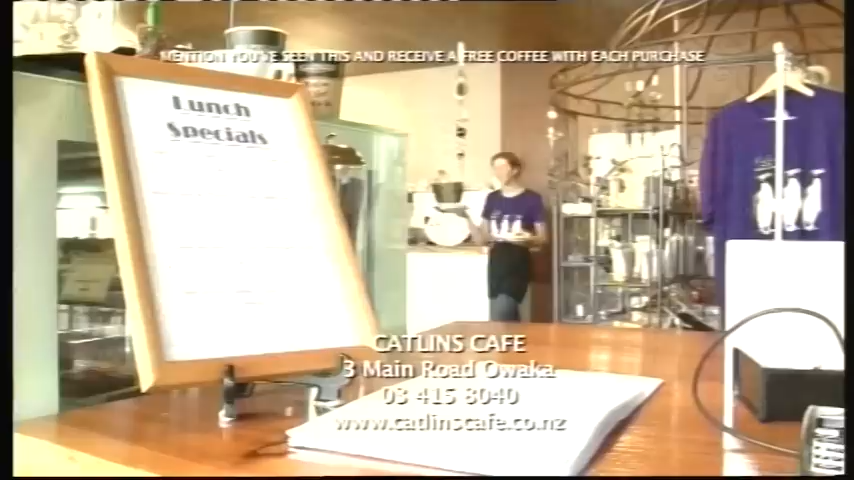 MENTION YOU'VE SEEN THIS AND RECEIVE A FREE COFFEE WITH EACH PURCHASE
Lunch
Specials
CATLINS CAFE
3 Main Road Owaka
03 415 8040
www.catlinscafe.co.nz